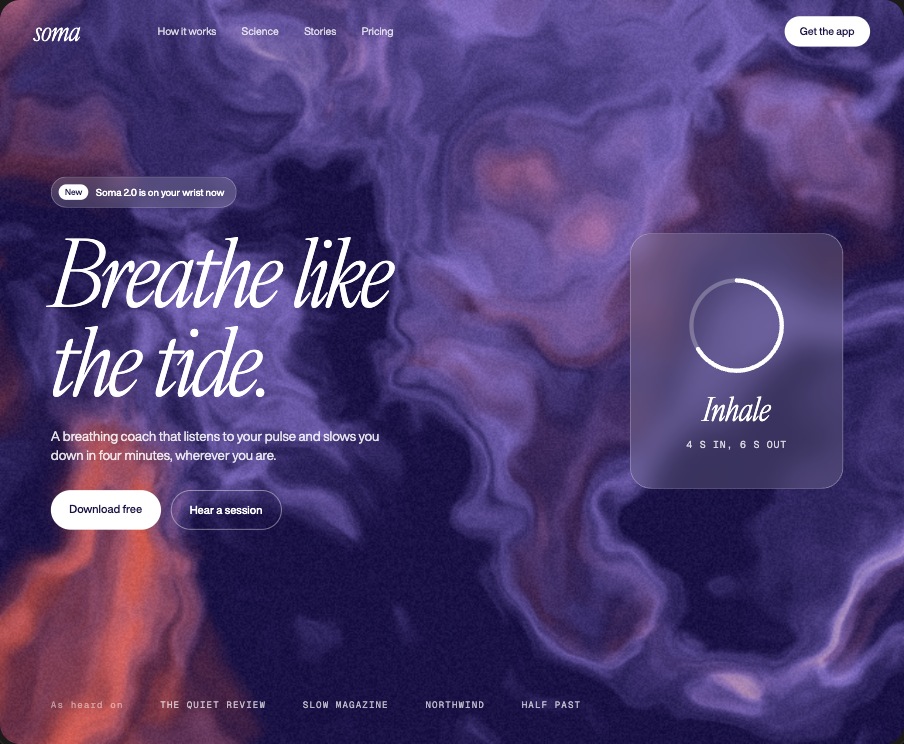 soma
How it works
Science
Stories
Pricing
Get the app
New
Soma 2.0 is on your wrist now
Breathe like
the tide.
A breathing coach that listens to your pulse and slows you
down in four minutes, wherever you are.
Download free
Hear a session
Inhale
4 S IN, 6 S OUT
As heard on
THE QUIET REVIEW
SLOW MAGAZINE
NORTHWIND
HALF PAST